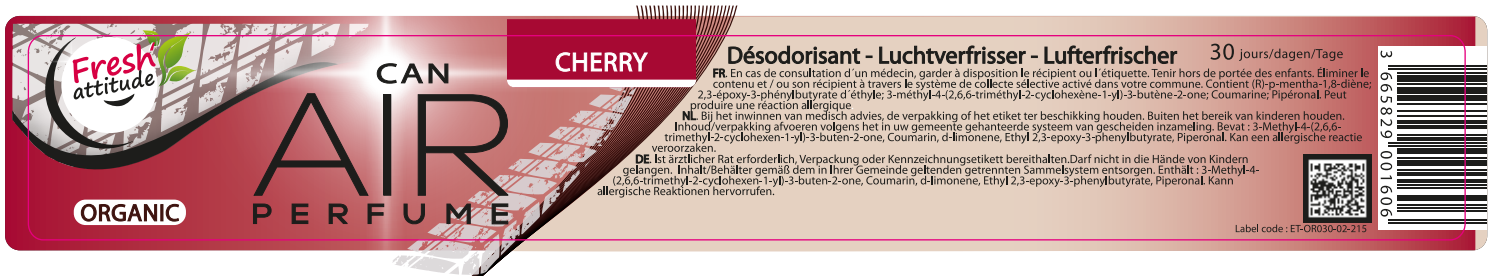 Fresh'
attitude
CAN
AIR
PERFUME
ORGANIC
CHERRY
Désodorisant - Luchtverfrisser - Lufterfrischer
30 jours/dagen/Tage
FR. En cas de consultation d´un médecin, garder à disposition le récipient ou l´étiquette. Tenir hors de portée des enfants. Éliminer le
contenu et / ou son récipient à travers le système de collecte sélective activé dans votre commune. Contient (R)-p-mentha-1,8-diène;
2,3-époxy-3-phénylbutyrate d´éthyle; 3-méthyl-4-(2,6,6-triméthyl-2-cyclohexène-1-yl)-3-butène-2-one; Coumarine; Pipéronal. Peut
produire une réaction allergique
NL. Bij het inwinnen van medisch advies, de verpakking of het etiket ter beschikking houden. Buiten het bereik van kinderen houden.
Inhoud/verpakking afvoeren volgens het in uw gemeente gehanteerde systeem van gescheiden inzameling. Bevat : 3-Methyl-4-(2,6,6-
trimethyl-2-cyclohexen-1-yl)-3-buten-2-one, Coumarin, d-limonene, Ethyl 2,3-epoxy-3-phenylbutyrate, Piperonal. Kan een allergische reactie
veroorzaken.
DE. Ist ärztlicher Rat erforderlich, Verpackung oder Kennzeichnungsetikett bereithalten.Darf nicht in die Hände von Kindern
gelangen. Inhalt/Behälter gemäß dem in Ihrer Gemeinde geltenden getrennten Sammelsystem entsorgen. Enthält : 3-Methyl-4-
(2,6,6-trimethyl-2-cyclohexen-1-yl)-3-buten-2-one, Coumarin, d-limonene, Ethyl 2,3-epoxy-3-phenylbutyrate, Piperonal. Kann
allergische Reaktionen hervorrufen.
Label code : ET-OR030-02-215
3 665829 001606